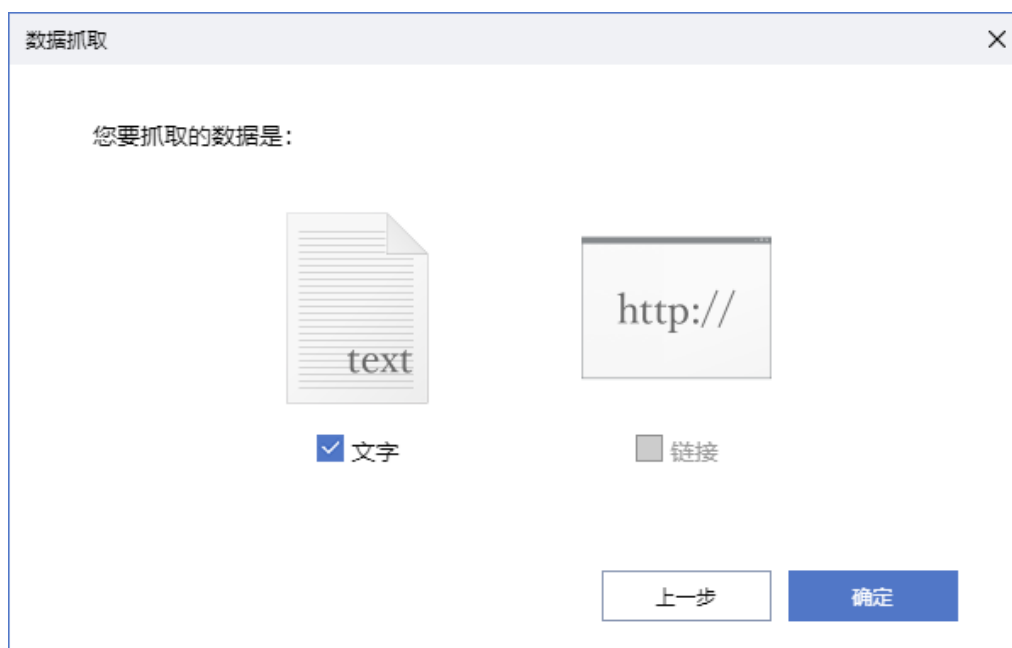 数据抓取
您要抓取的数据是：
text
http://
文字
链接
上一步
确定